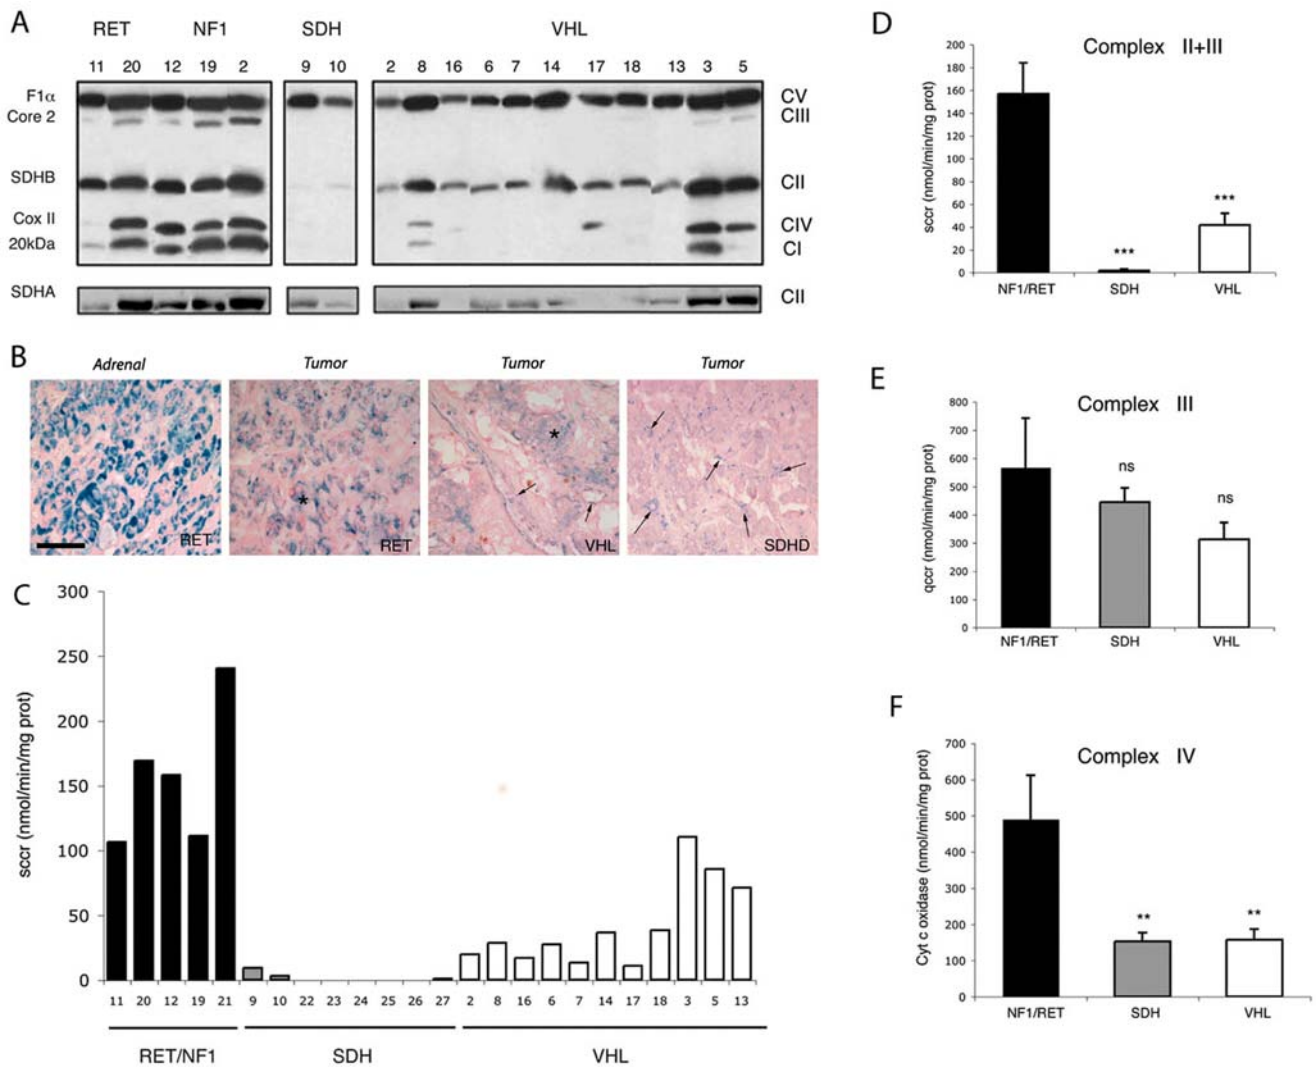 A
RET NF1 SDH VHL
11 20 12 19 2 9 10 2 8 16 6 7 14 17 18 13 3 5
F1α CV
Core 2 CIII
SDHB CII
Cox II CIV
20kDa CI
SDHA CII
B
Adrenal Tumor Tumor Tumor
* *
RET RET VHL SDHD
C
300
250
200
150
100
50
0
sccr (nmol/min/mg prot)
11 20 12 19 21 9 10 22 23 24 25 26 27 2 8 16 6 7 14 17 18 3 5 13
RET/NF1 SDH VHL
D
Complex II+III
200
180
160
140
120
100
80
60
40
20
0
sccr (nmol/min/mg prot)
*** ***
NF1/RET SDH VHL
E
Complex III
800
700
600
500
400
300
200
100
0
qccr (nmol/min/mg prot)
ns ns
NF1/RET SDH VHL
F
Complex IV
700
600
500
400
300
200
100
0
Cyt c oxidase (nmol/min/mg prot)
** **
NF1/RET SDH VHL